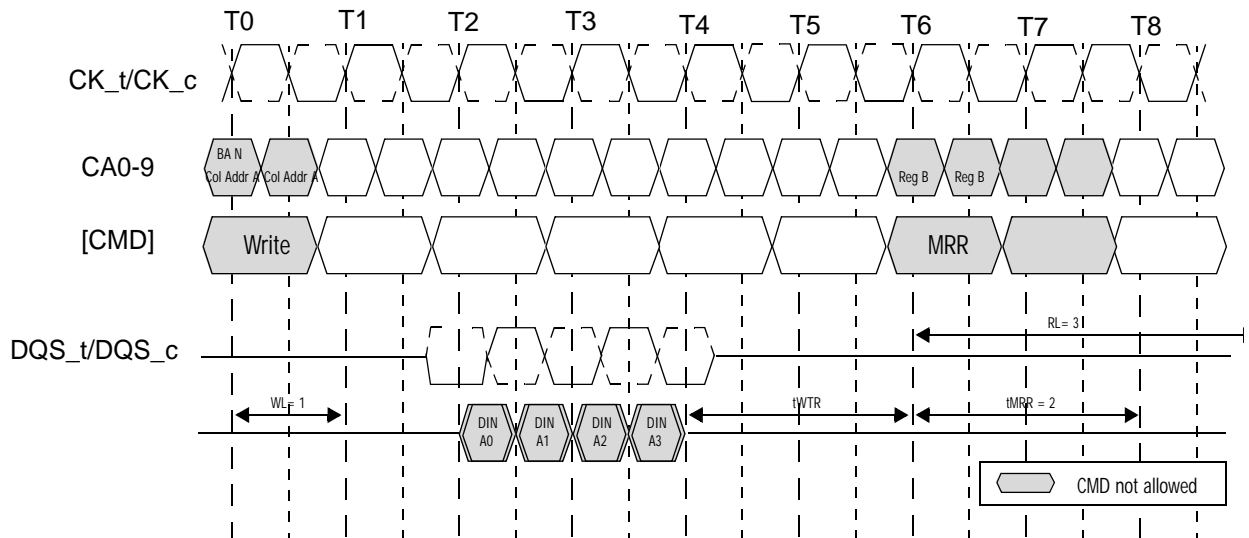 T0 T1 T2 T3 T4 T5 T6 T7 T8
CK_t/CK_c
CA0-9
BA N
Col Addr A
Col Addr A
Reg B
Reg B
[CMD]
Write
MRR
DQS_t/DQS_c
RL= 3
WL= 1
tWTR
tMRR = 2
DIN
A0
DIN
A1
DIN
A2
DIN
A3
CMD not allowed